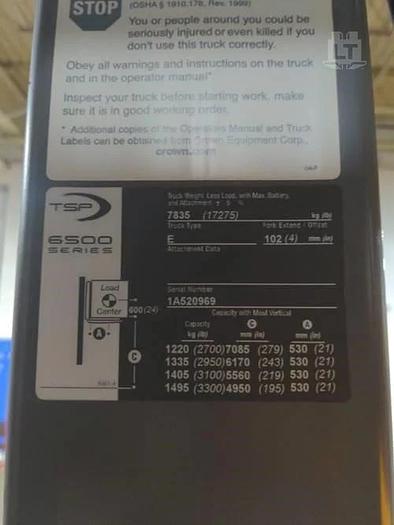 STOP
(OSHA § 1910.178, Rev. 1999)
You or people around you could be
seriously injured or even killed if you
don't use this truck correctly.
Obey all warnings and instructions on the truck
and in the operator manual*
Inspect your truck before starting work, make
sure it is in good working order.
* Additional copies of the Operators Manual and Truck
Labels can be obtained from Crown Equipment Corp.,
crown.com
LT
TSP
6500
SERIES
Truck Weight Less Load, with Max. Battery,
and Attachment ± 5 %
7835 (17275) kg (lb)
Truck Type Fork Extend / Offset
E 102 (4) mm (in)
Attachment Data
Serial Number
1A520969
Load
Center
600 (24)
A
C
Capacity with Mast Vertical
Capacity C A
kg (lb) mm (in) mm (in)
1220 (2700) 7085 (279) 530 (21)
1335 (2950) 6170 (243) 530 (21)
1405 (3100) 5560 (219) 530 (21)
1495 (3300) 4950 (195) 530 (21)